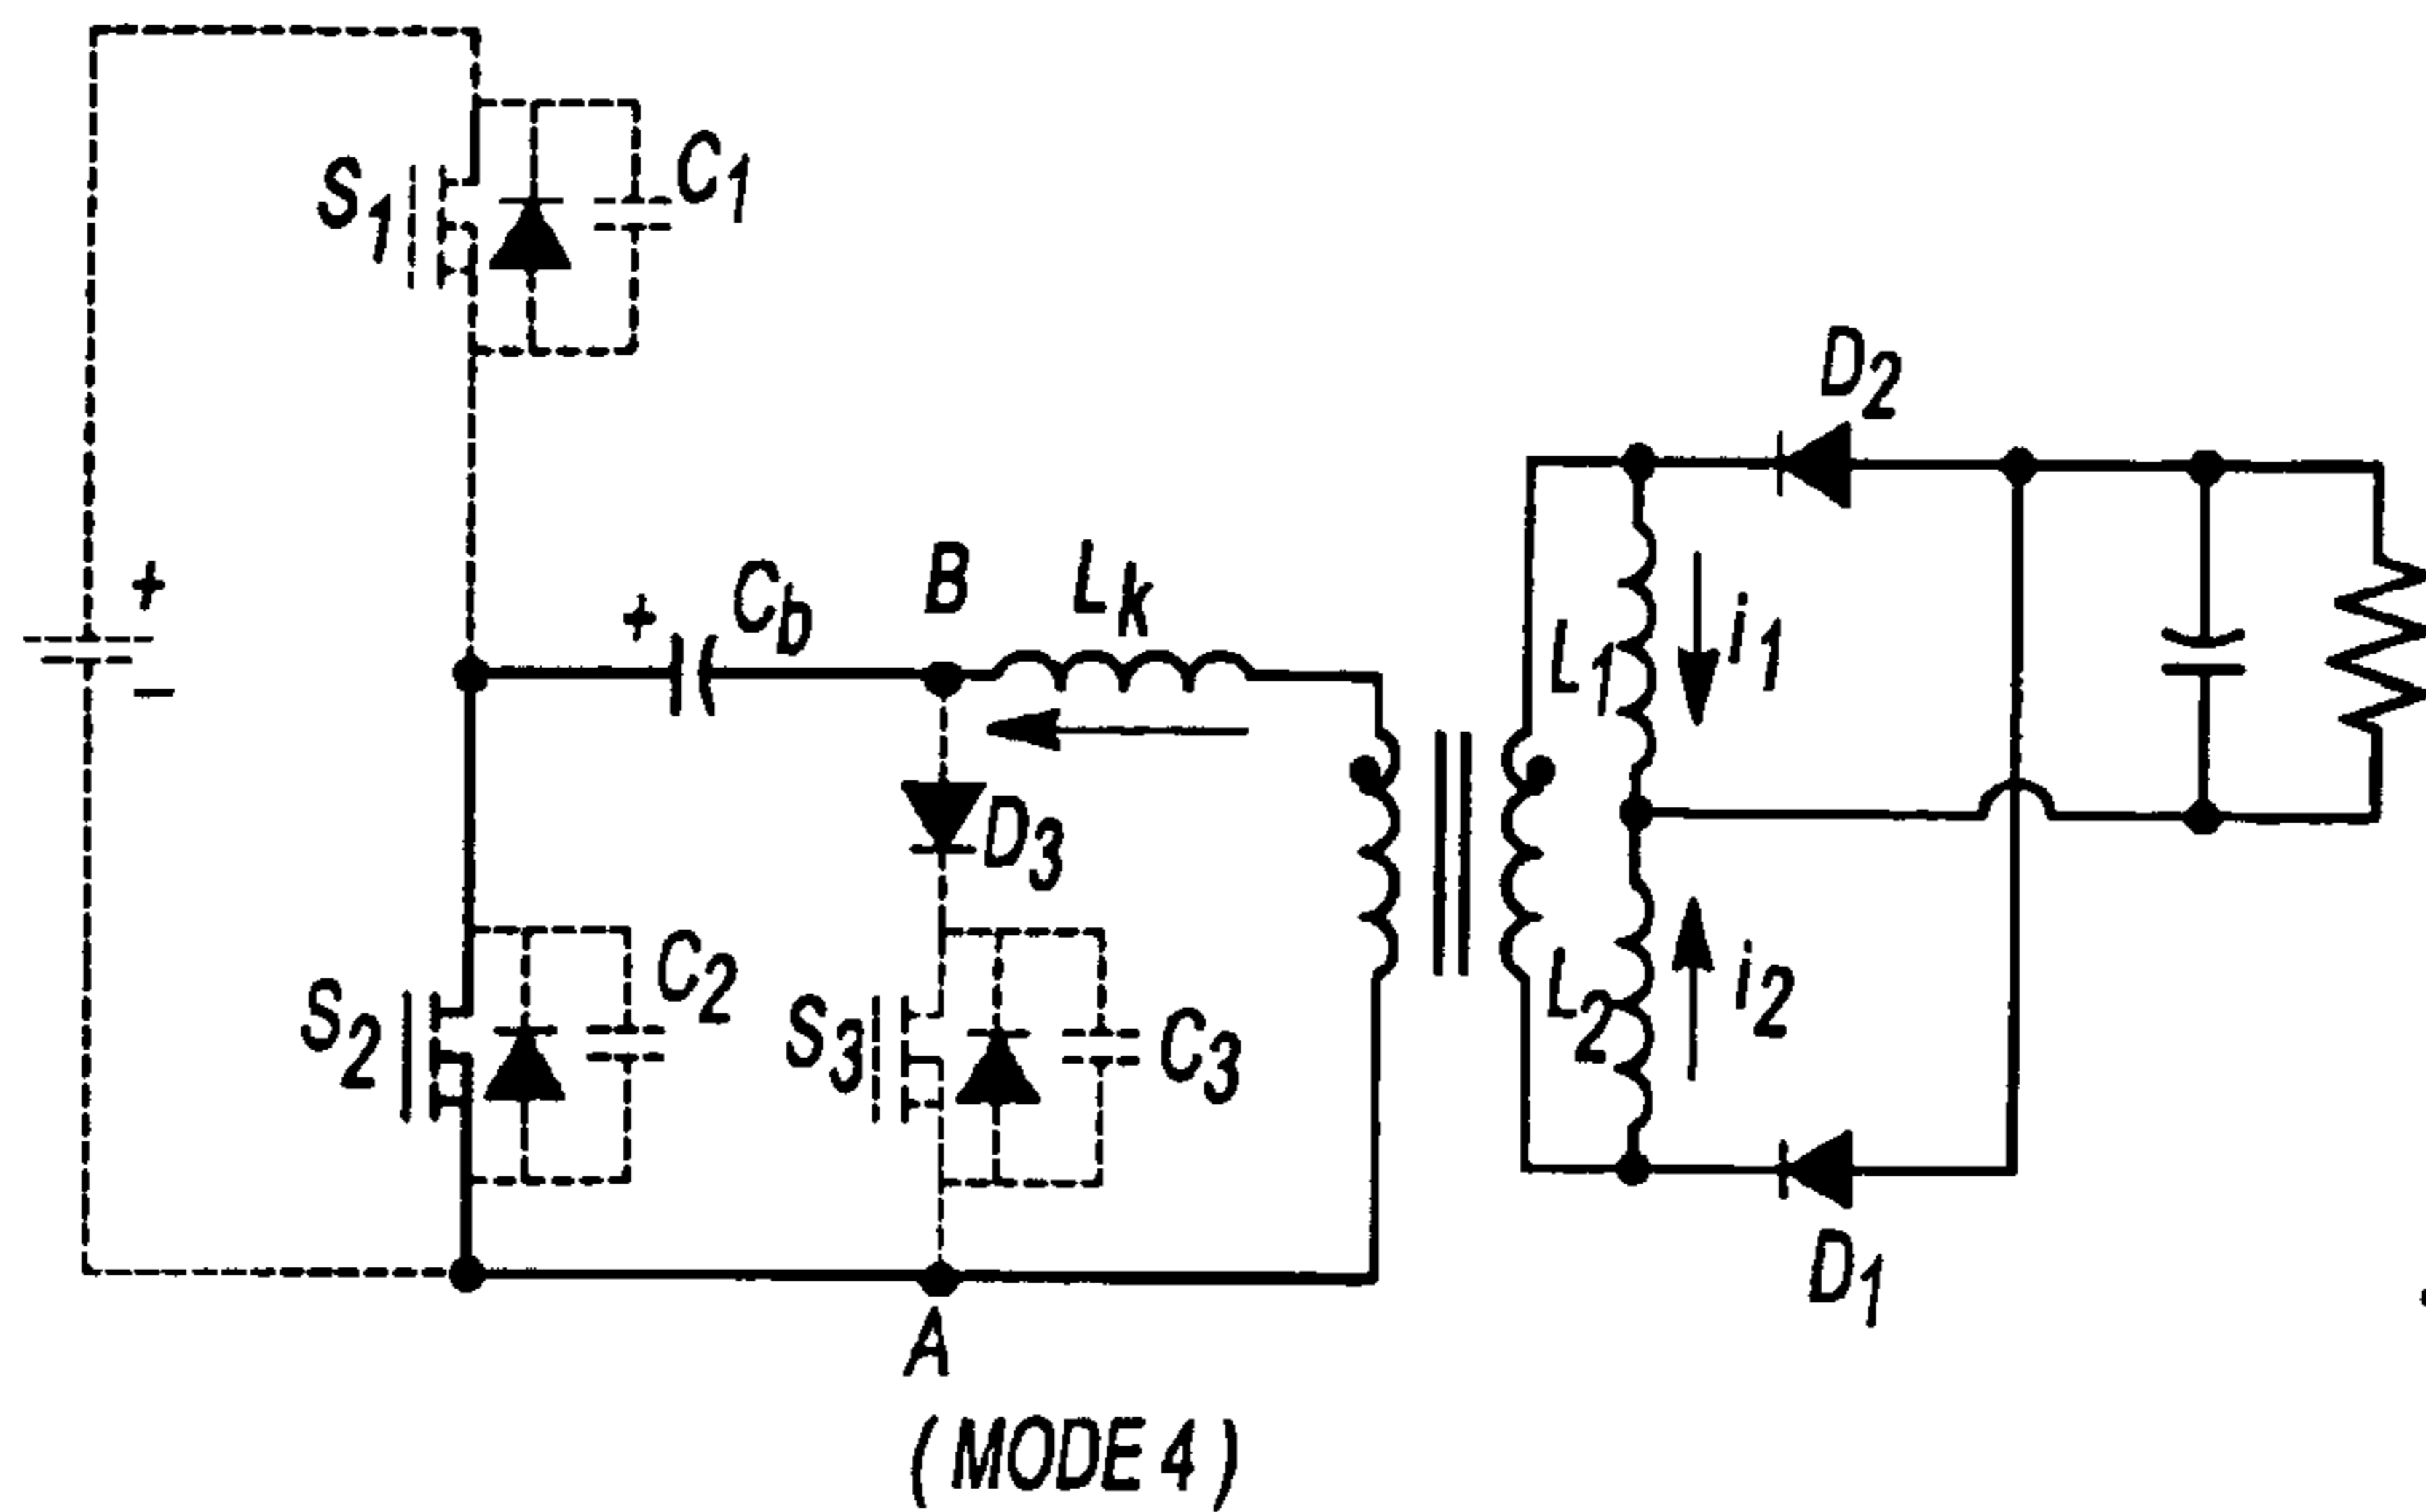 S1
C1
D2
+
Cb
B
Lk
+
−
L1
i1
D3
S2
C2
S3
C3
L2
i2
D1
A
(MODE 4)